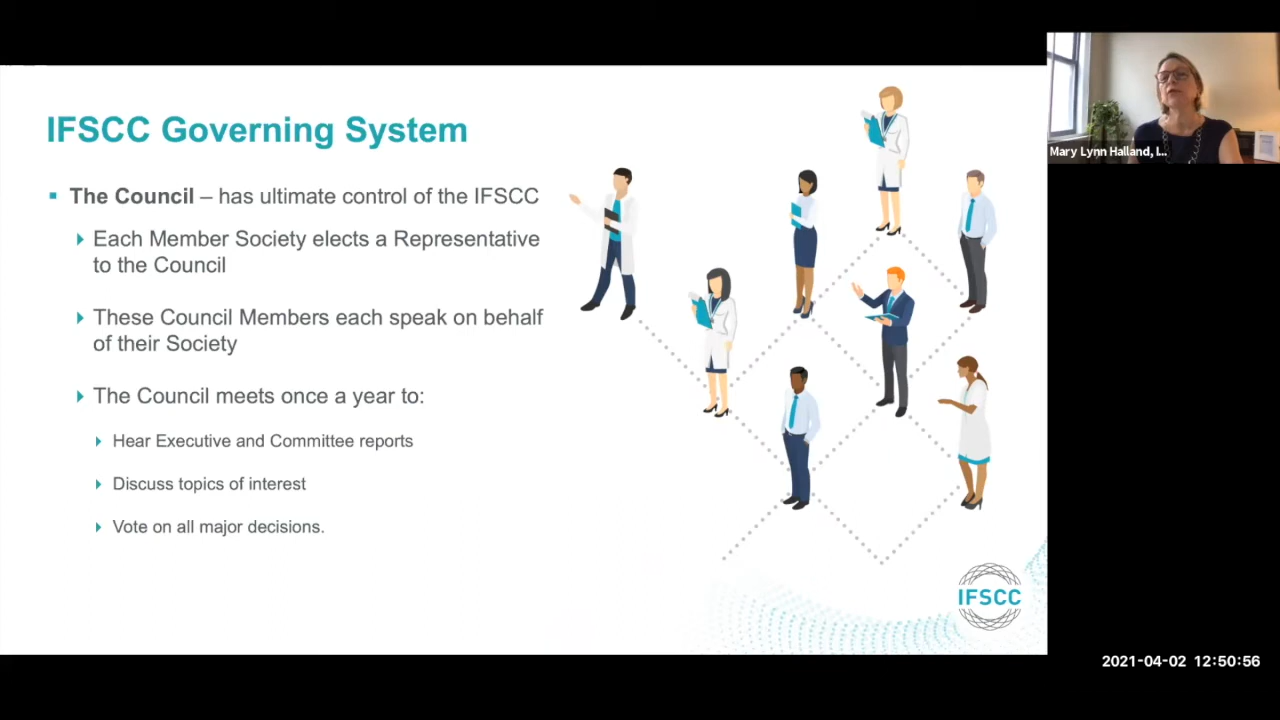 IFSCC Governing System
▪ The Council – has ultimate control of the IFSCC
Each Member Society elects a Representative
to the Council
These Council Members each speak on behalf
of their Society
The Council meets once a year to:
Hear Executive and Committee reports
Discuss topics of interest
Vote on all major decisions.
IFSCC
Mary Lynn Halland, I...
2021-04-02 12:50:56